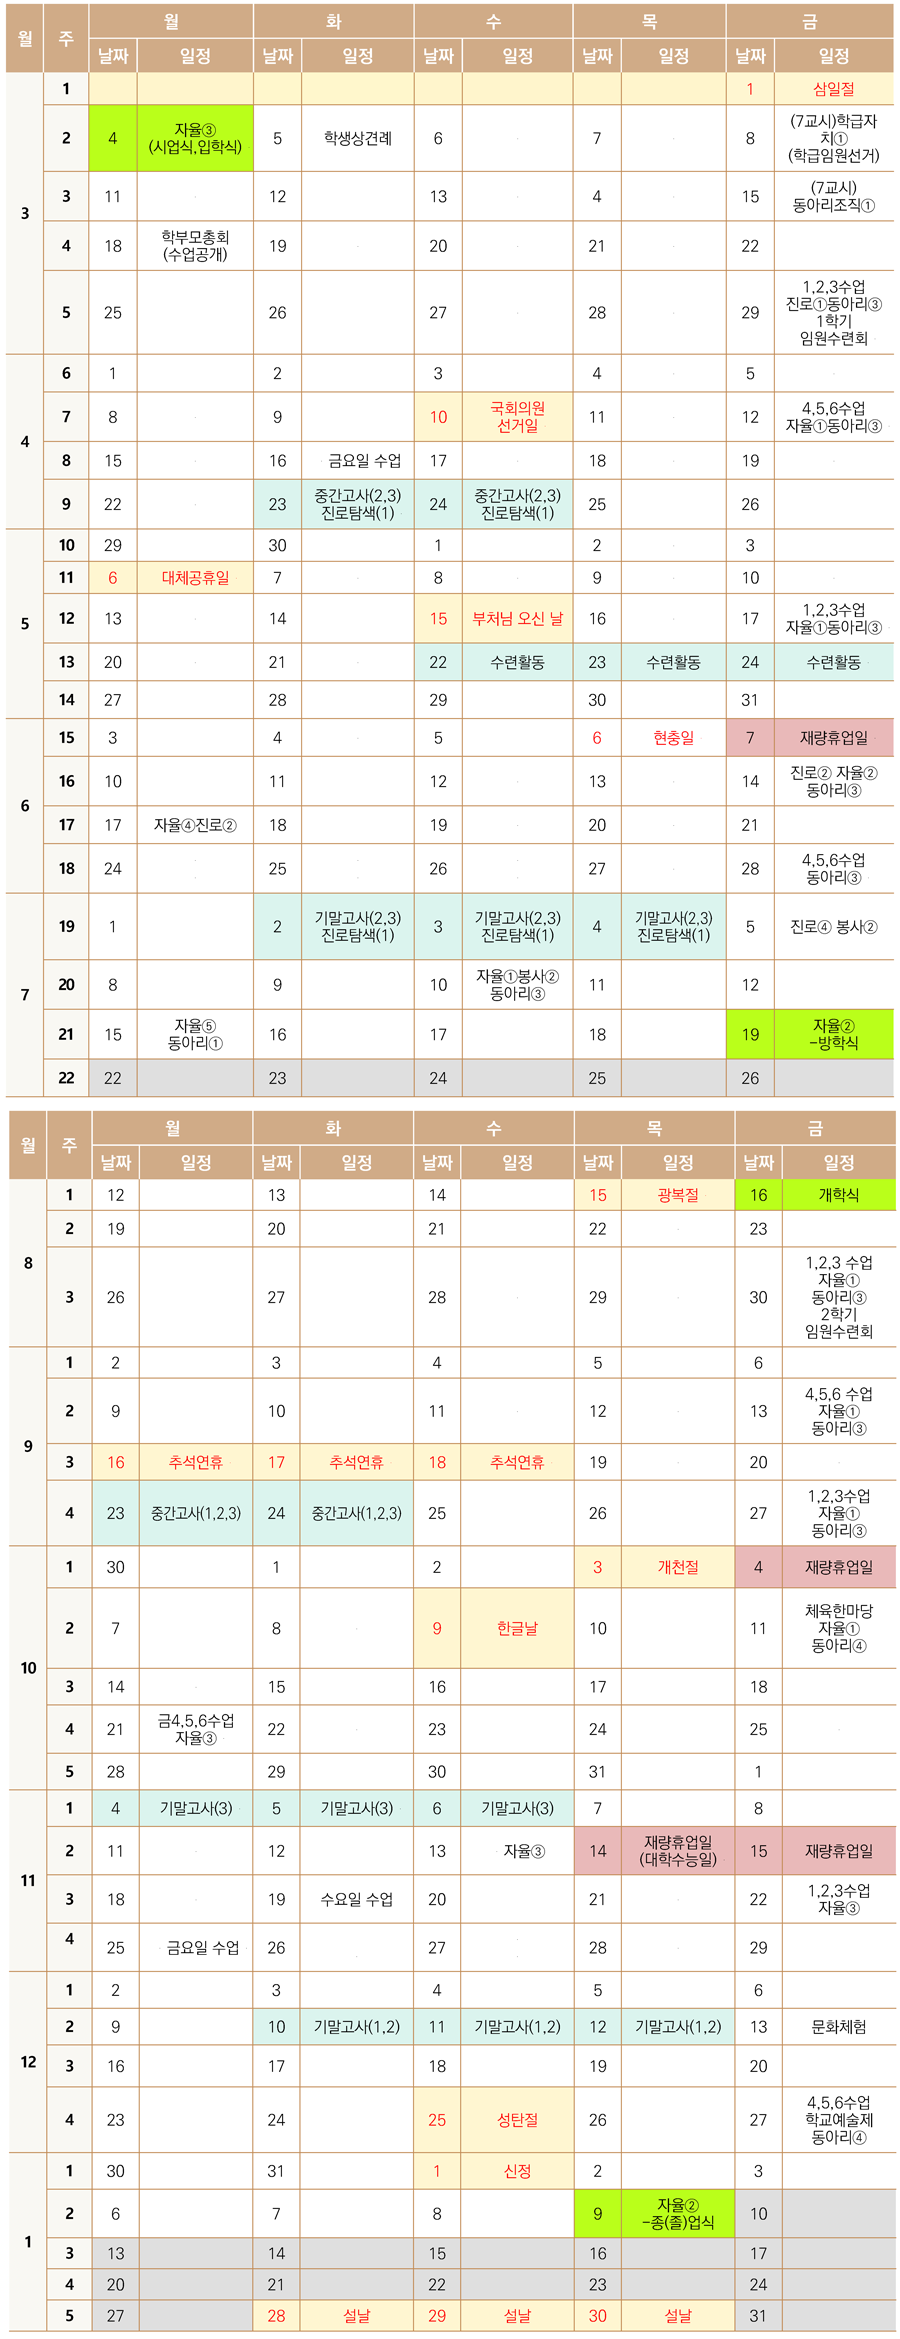 월 주 월 화 수 목 금
날짜 일정 날짜 일정 날짜 일정 날짜 일정 날짜 일정
3
1 1 삼일절
2 4 자율③
(시업식,입학식) 5 학생상견례 6 7 8 (7교시)학급자
치①
(학급임원선거)
3 11 12 13 4 15 (7교시)
동아리조직①
4 18 학부모총회
(수업공개) 19 20 21 22
5 25 26 27 28 29 1,2,3수업
진로①동아리③
1학기
임원수련회
4
6 1 2 3 4 5
7 8 9 10 국회의원
선거일 11 12 4,5,6수업
자율①동아리③
8 15 16 금요일 수업 17 18 19
9 22 23 중간고사(2,3)
진로탐색(1) 24 중간고사(2,3)
진로탐색(1) 25 26
5
10 29 30 1 2 3
11 6 대체공휴일 7 8 9 10
12 13 14 15 부처님 오신 날 16 17 1,2,3수업
자율①동아리③
13 20 21 22 수련활동 23 수련활동 24 수련활동
14 27 28 29 30 31
6
15 3 4 5 6 현충일 7 재량휴업일
16 10 11 12 13 14 진로② 자율②
동아리③
17 17 자율④진로② 18 19 20 21
18 24 25 26 27 28 4,5,6수업
동아리③
7
19 1 2 기말고사(2,3)
진로탐색(1) 3 기말고사(2,3)
진로탐색(1) 4 기말고사(2,3)
진로탐색(1) 5 진로④ 봉사②
20 8 9 10 자율①봉사②
동아리③ 11 12
21 15 자율⑤
동아리① 16 17 18 19 자율②
-방학식
22 22 23 24 25 26
월 주 월 화 수 목 금
날짜 일정 날짜 일정 날짜 일정 날짜 일정 날짜 일정
8
1 12 13 14 15 광복절 16 개학식
2 19 20 21 22 23
3 26 27 28 29 30 1,2,3 수업
자율①
동아리③
2학기
임원수련회
9
1 2 3 4 5 6
2 9 10 11 12 13 4,5,6 수업
자율①
동아리③
3 16 추석연휴 17 추석연휴 18 추석연휴 19 20
4 23 중간고사(1,2,3) 24 중간고사(1,2,3) 25 26 27 1,2,3수업
자율①
동아리③
10
1 30 1 2 3 개천절 4 재량휴업일
2 7 8 9 한글날 10 11 체육한마당
자율①
동아리④
3 14 15 16 17 18
4 21 금4,5,6수업
자율③ 22 23 24 25
5 28 29 30 31 1
11
1 4 기말고사(3) 5 기말고사(3) 6 기말고사(3) 7 8
2 11 12 13 자율③ 14 재량휴업일
(대학수능일) 15 재량휴업일
3 18 19 수요일 수업 20 21 22 1,2,3수업
자율③
4 25 금요일 수업 26 27 28 29
12
1 2 3 4 5 6
2 9 10 기말고사(1,2) 11 기말고사(1,2) 12 기말고사(1,2) 13 문화체험
3 16 17 18 19 20
4 23 24 25 성탄절 26 27 4,5,6수업
학교예술제
동아리④
1
1 30 31 1 신정 2 3
2 6 7 8 9 자율②
-종(졸)업식 10
3 13 14 15 16 17
4 20 21 22 23 24
5 27 28 설날 29 설날 30 설날 31